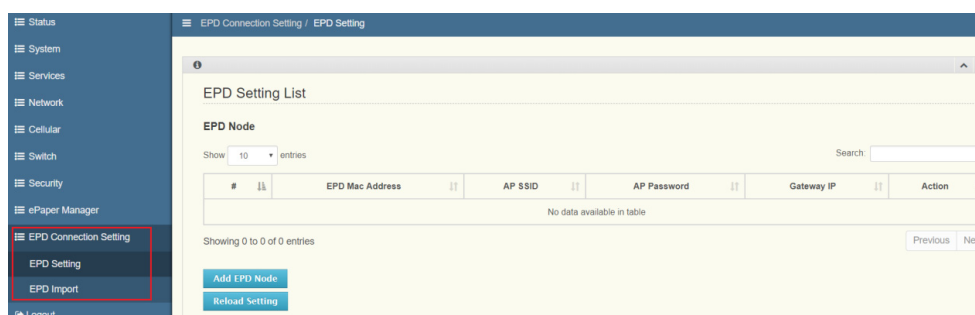 Status
System
Services
Network
Cellular
Switch
Security
ePaper Manager
EPD Connection Setting
EPD Setting
EPD Import
Logout
EPD Connection Setting / EPD Setting
EPD Setting List
EPD Node
Show 10 entries
Search:
# EPD Mac Address AP SSID AP Password Gateway IP Action
No data available in table
Showing 0 to 0 of 0 entries
Previous Ne
Add EPD Node
Reload Setting